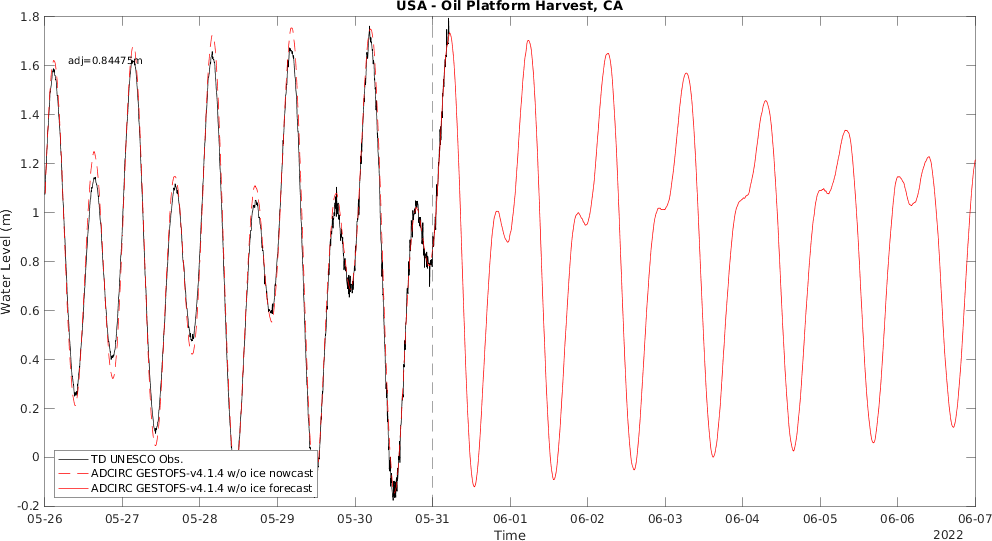 USA - Oil Platform Harvest, CA
1.8
1.6
1.4
1.2
1
0.8
0.6
0.4
0.2
0
-0.2
Water Level (m)
adj=0.84475m
TD UNESCO Obs.
ADCIRC GESTOFS-v4.1.4 w/o ice nowcast
ADCIRC GESTOFS-v4.1.4 w/o ice forecast
05-26 05-27 05-28 05-29 05-30 05-31 06-01 06-02 06-03 06-04 06-05 06-06 06-07
Time
2022